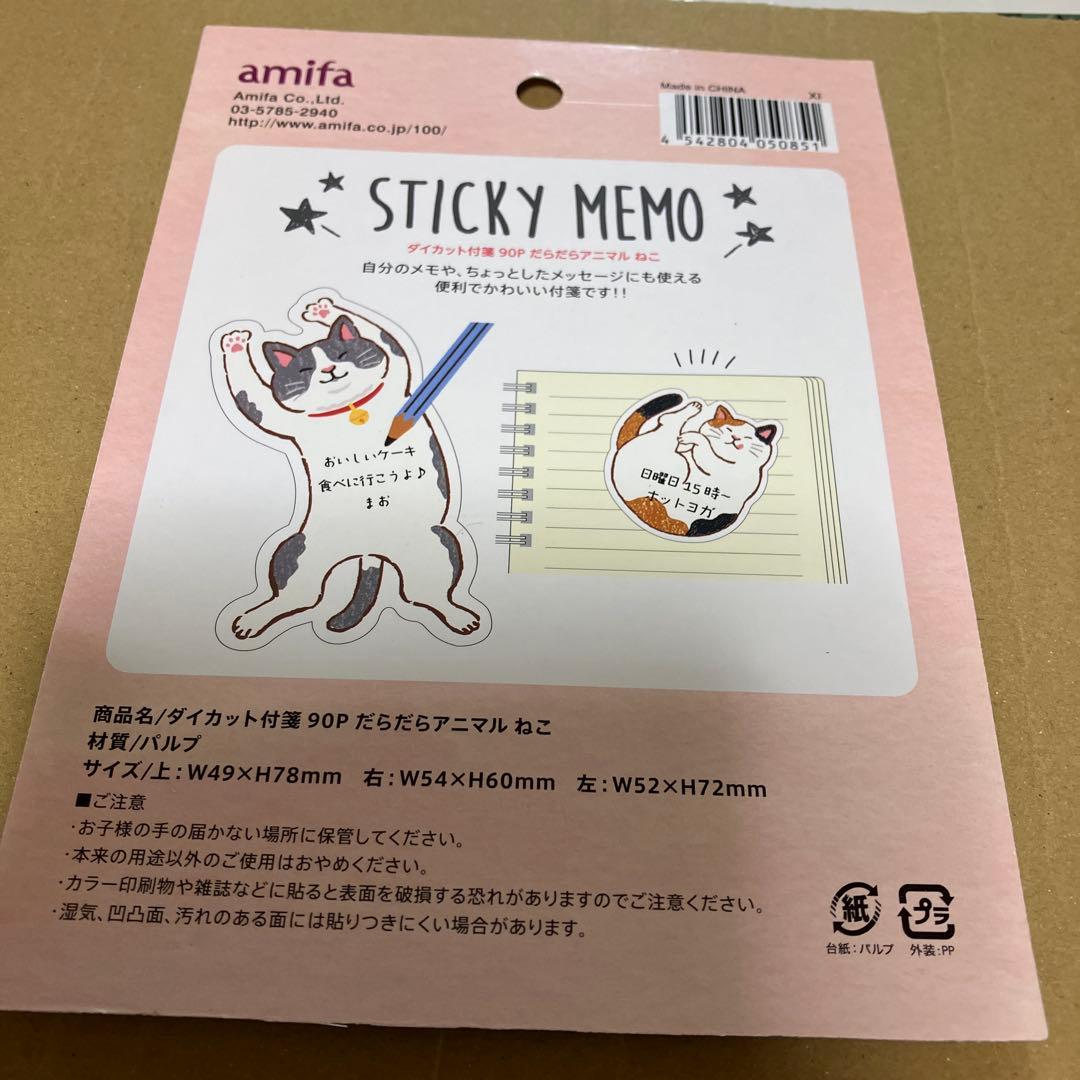 amifa
Amifa Co.,Ltd.
03-5785-2940
http://www.amifa.co.jp/100/
Made in CHINA X1
4 542804 050851
STICKY MEMO
ダイカット付箋 90P だらだらアニマル ねこ
自分のメモや、ちょっとしたメッセージにも使える
便利でかわいい付箋です!!
おいしいケーキ
食べに行こうよ♪
まお
日曜日 15時〜
ホットヨガ
商品名/ダイカット付箋 90P だらだらアニマル ねこ
材質/パルプ
サイズ/上:W49×H78mm 右:W54×H60mm 左:W52×H72mm
■ご注意
・お子様の手の届かない場所に保管してください。
・本来の用途以外のご使用はおやめください。
・カラー印刷物や雑誌などに貼ると表面を破損する恐れがありますのでご注意ください。
・湿気、凹凸面、汚れのある面には貼りつきにくい場合があります。
紙 プラ
台紙:パルプ 外装:PP